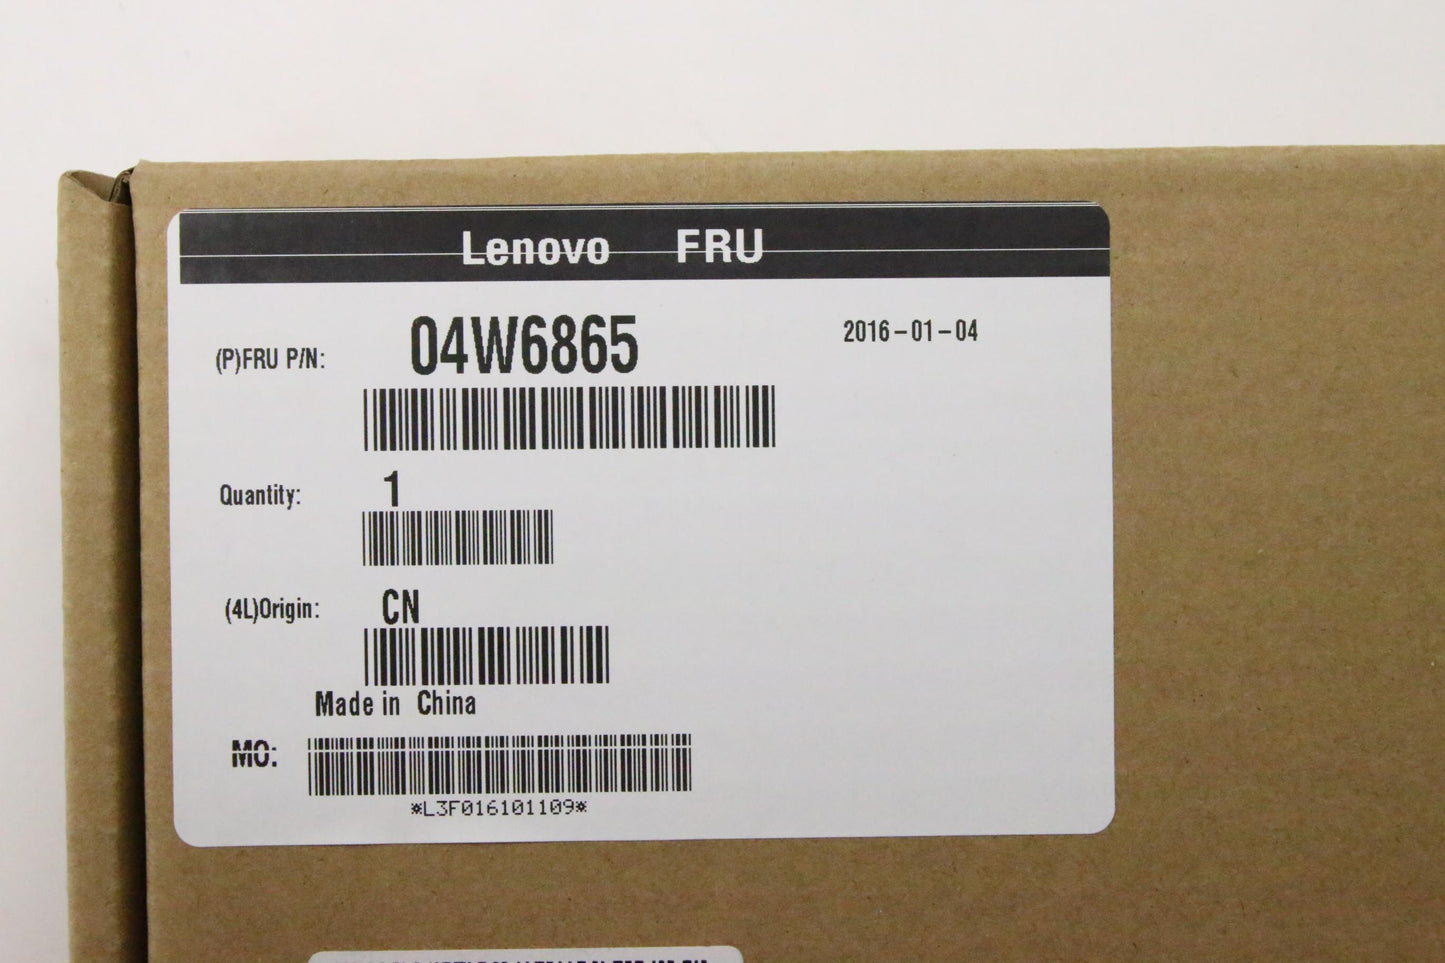 Lenovo FRU
(P)FRU P/N: 04W6865 2016-01-04
Quantity: 1
(4L)Origin: CN
Made in China
MO:
*L3F016101109*